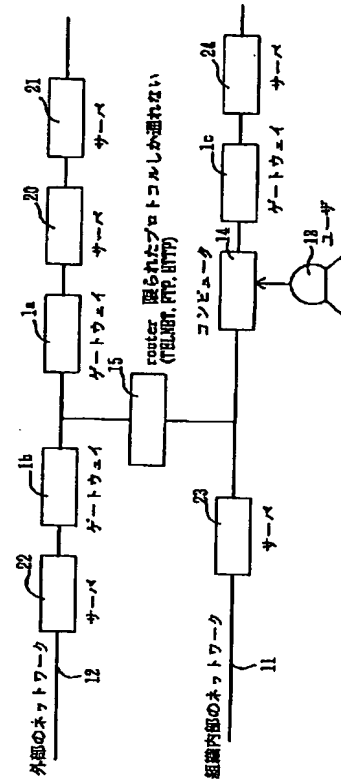 外部のネットワーク
12
22
サーバ
1b
ゲートウェイ
1a
ゲートウェイ
20
サーバ
21
サーバ
15
router 限られたプロトコルしか通れない
(TELNET, FTP, HTTP)
組織内部のネットワーク
11
23
サーバ
コンピュータ
14
18
ユーザ
1c
ゲートウェイ
24
サーバ